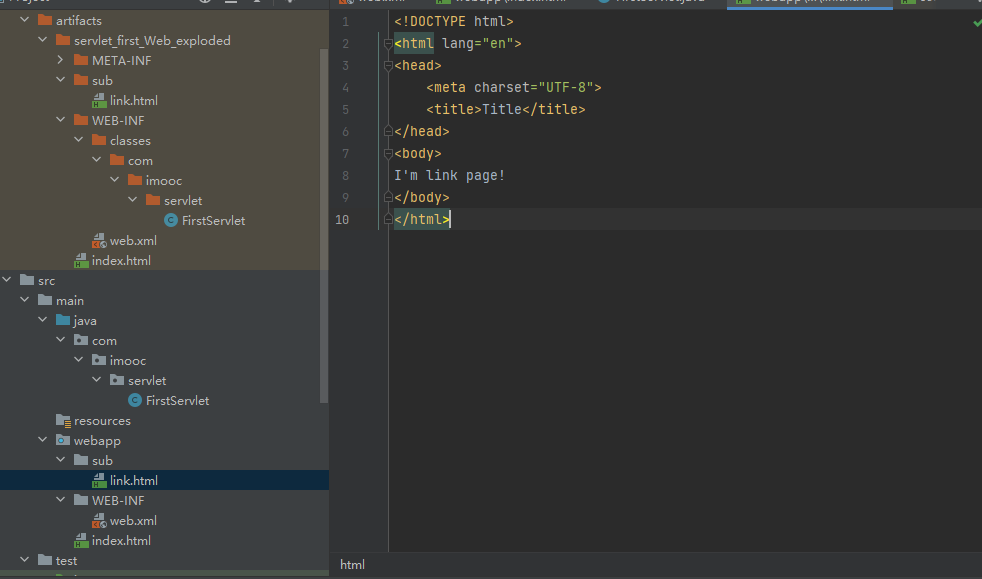 artifacts
servlet_first_Web_exploded
META-INF
sub
link.html
WEB-INF
classes
com
imooc
servlet
FirstServlet
web.xml
index.html
src
main
java
com
imooc
servlet
FirstServlet
resources
webapp
sub
link.html
WEB-INF
web.xml
index.html
test
1 <!DOCTYPE html>
2 <html lang="en">
3 <head>
4 <meta charset="UTF-8">
5 <title>Title</title>
6 </head>
7 <body>
8 I'm link page!
9 </body>
10 </html>
html